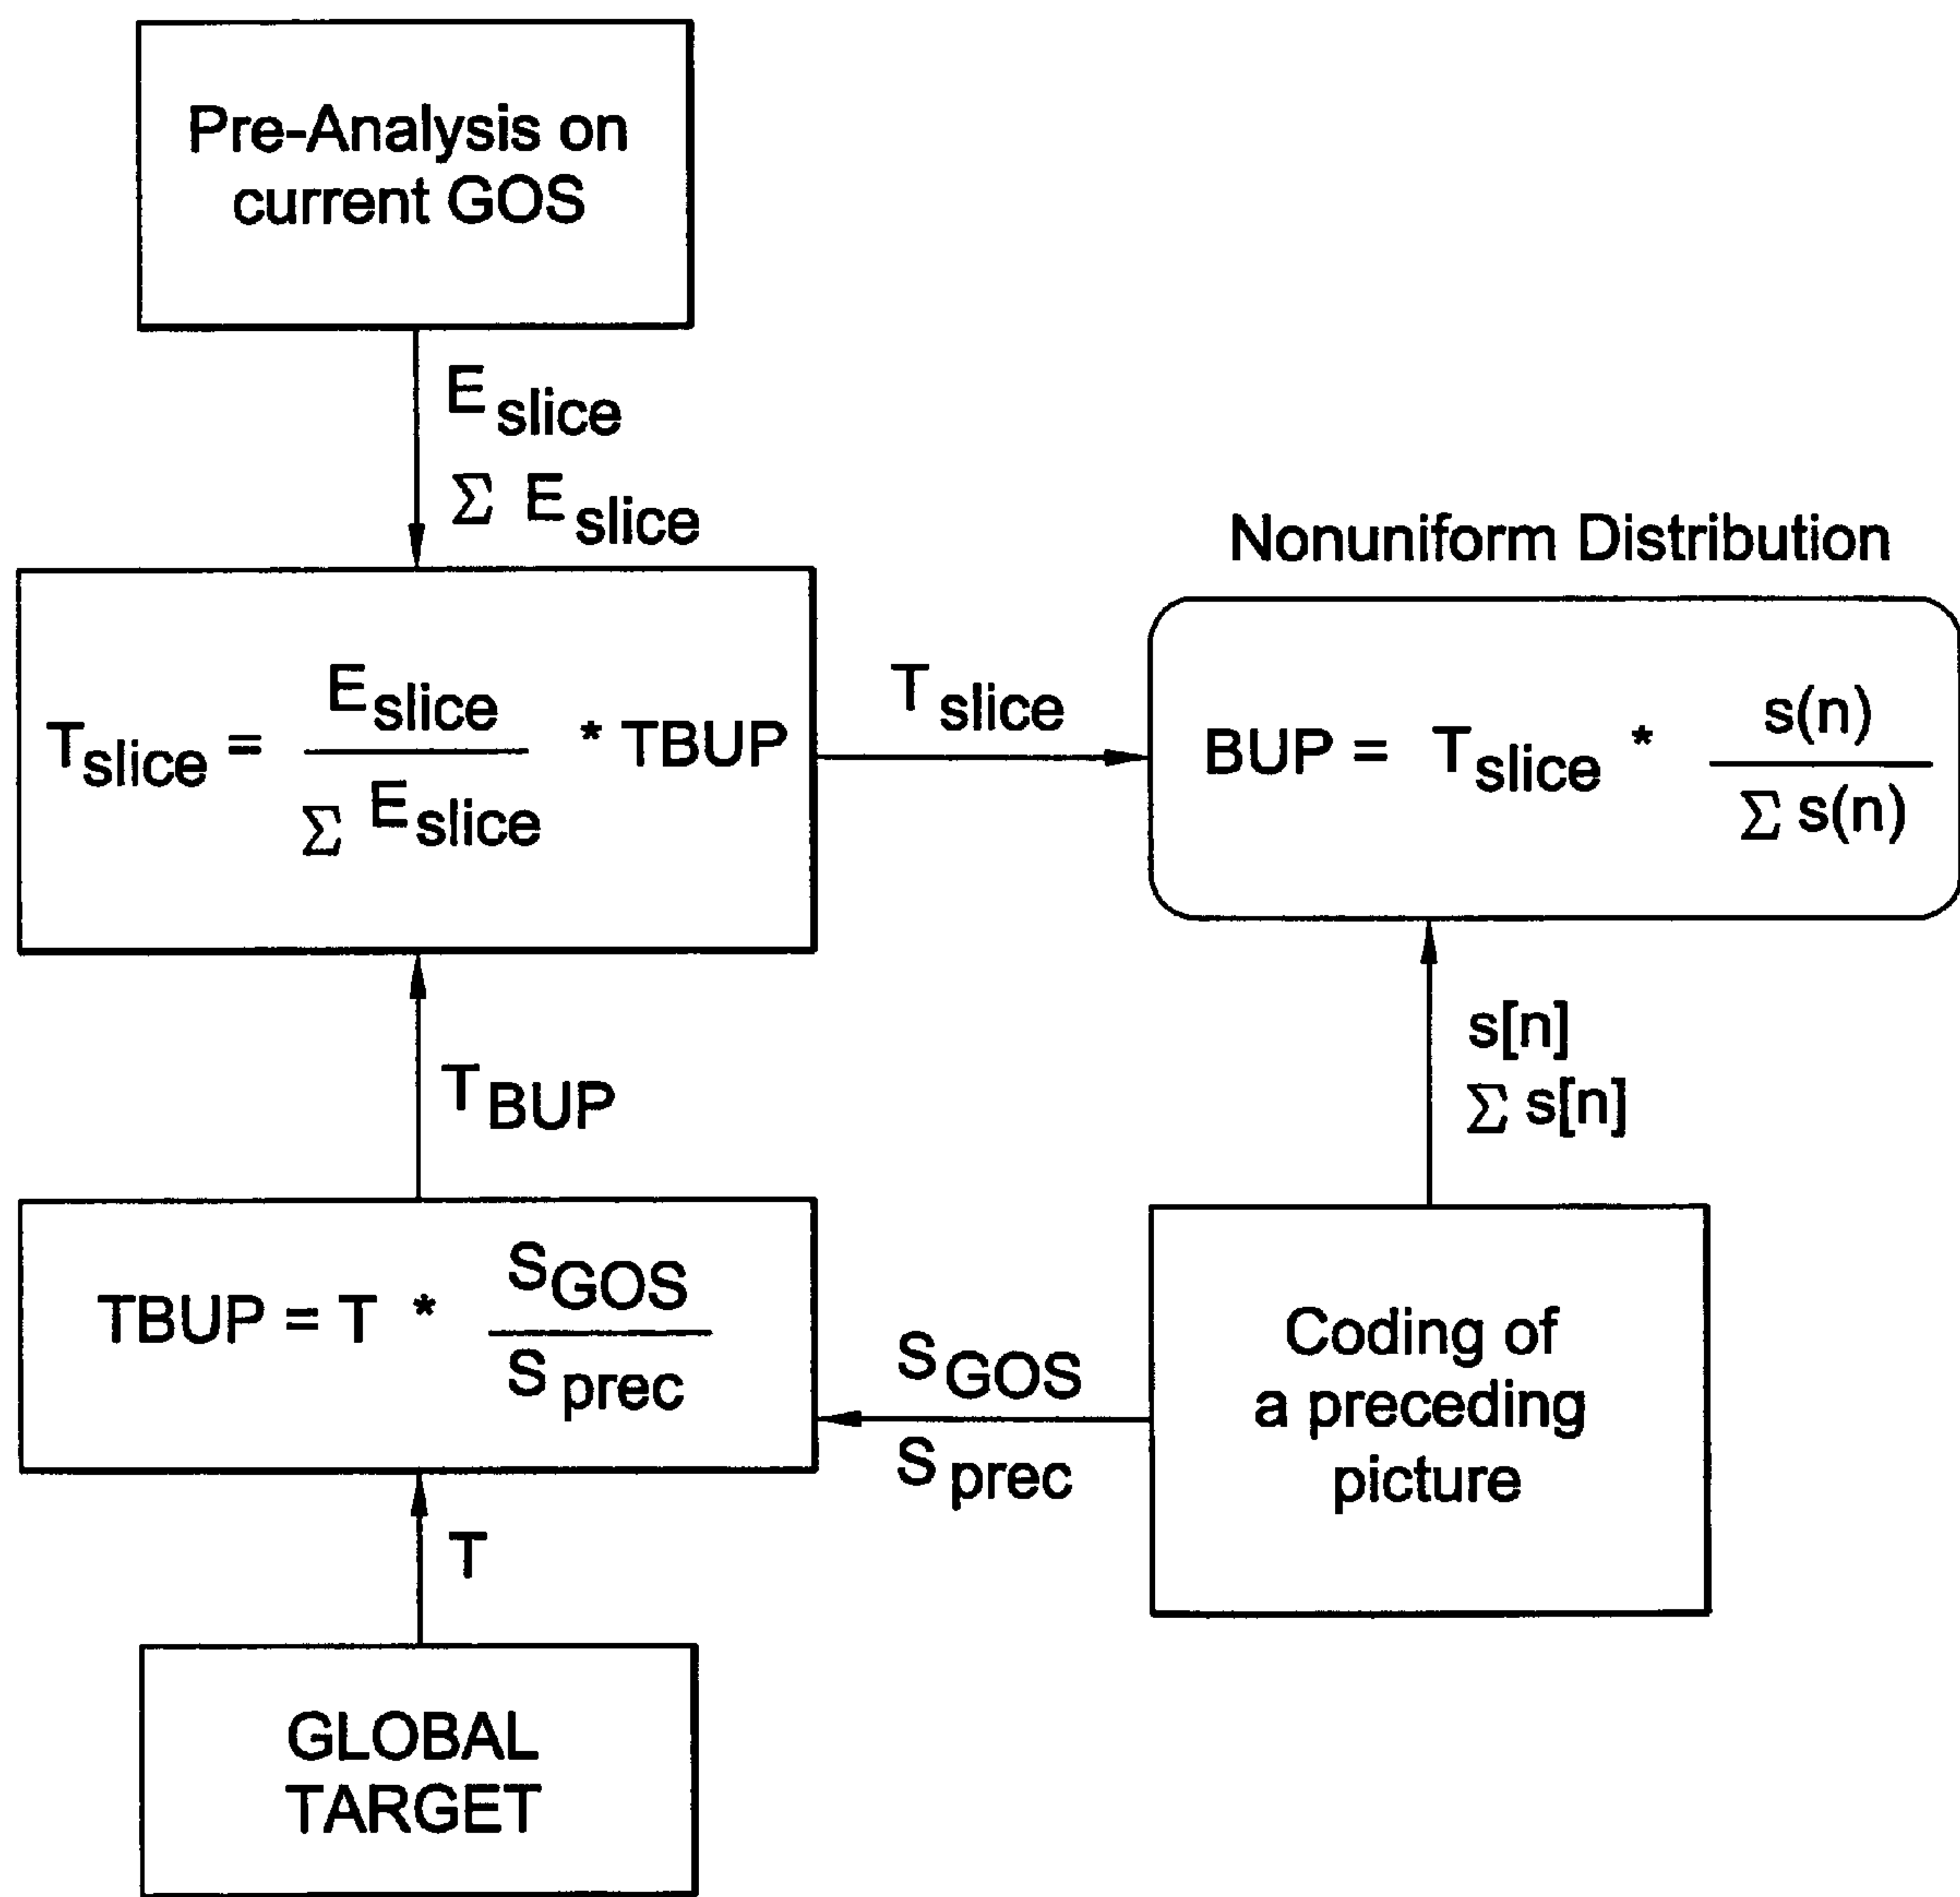 Pre-Analysis on
current GOS
E slice
Σ E slice
Nonuniform Distribution
T slice = E slice / Σ E slice * TBUP
T slice
BUP = T slice * s(n) / Σ s(n)
T BUP
s[n]
Σ s[n]
TBUP = T * S GOS / S prec
S GOS
S prec
Coding of
a preceding
picture
T
GLOBAL
TARGET